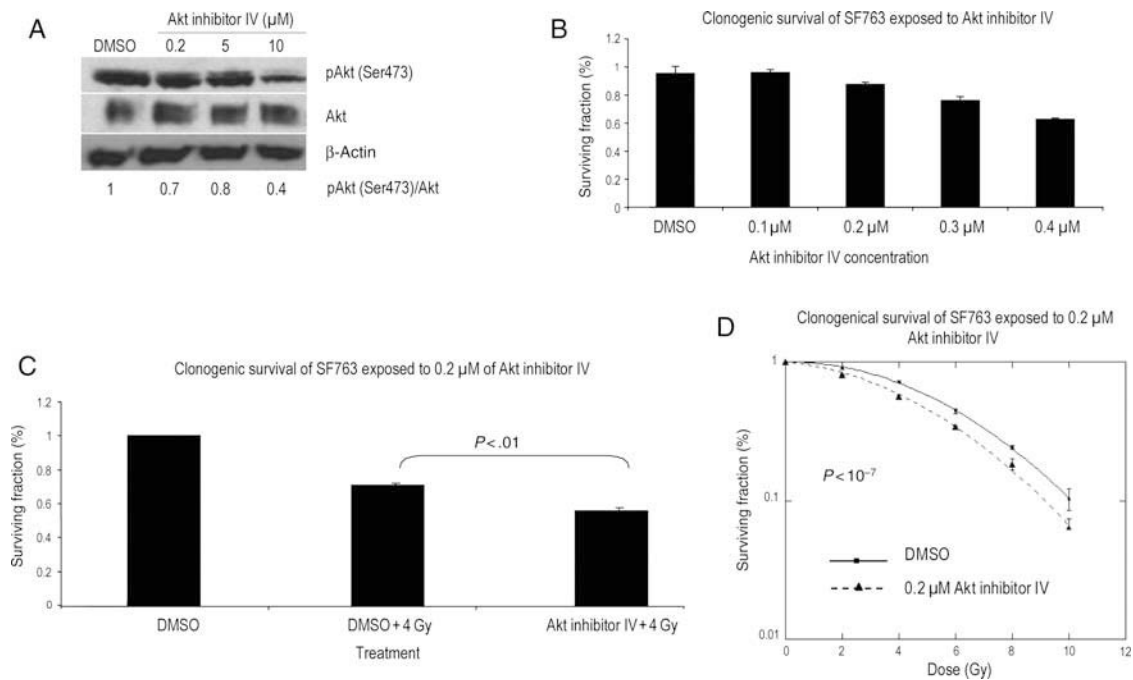 A
Akt inhibitor IV (µM)
DMSO 0.2 5 10
pAkt (Ser473)
Akt
β-Actin
1 0.7 0.8 0.4 pAkt (Ser473)/Akt
B
Clonogenic survival of SF763 exposed to Akt inhibitor IV
Surviving fraction (%)
1.2
1
0.8
0.6
0.4
0.2
0
DMSO 0.1 µM 0.2 µM 0.3 µM 0.4 µM
Akt inhibitor IV concentration
C
Clonogenic survival of SF763 exposed to 0.2 µM of Akt inhibitor IV
Surviving fraction (%)
1.2
1
0.8
0.6
0.4
0.2
0
P < .01
DMSO DMSO + 4 Gy Akt inhibitor IV + 4 Gy
Treatment
D
Clonogenical survival of SF763 exposed to 0.2 µM
Akt inhibitor IV
Surviving fraction (%)
1
0.1
0.01
P < 10⁻⁷
DMSO
0.2 µM Akt inhibitor IV
0 2 4 6 8 10 12
Dose (Gy)